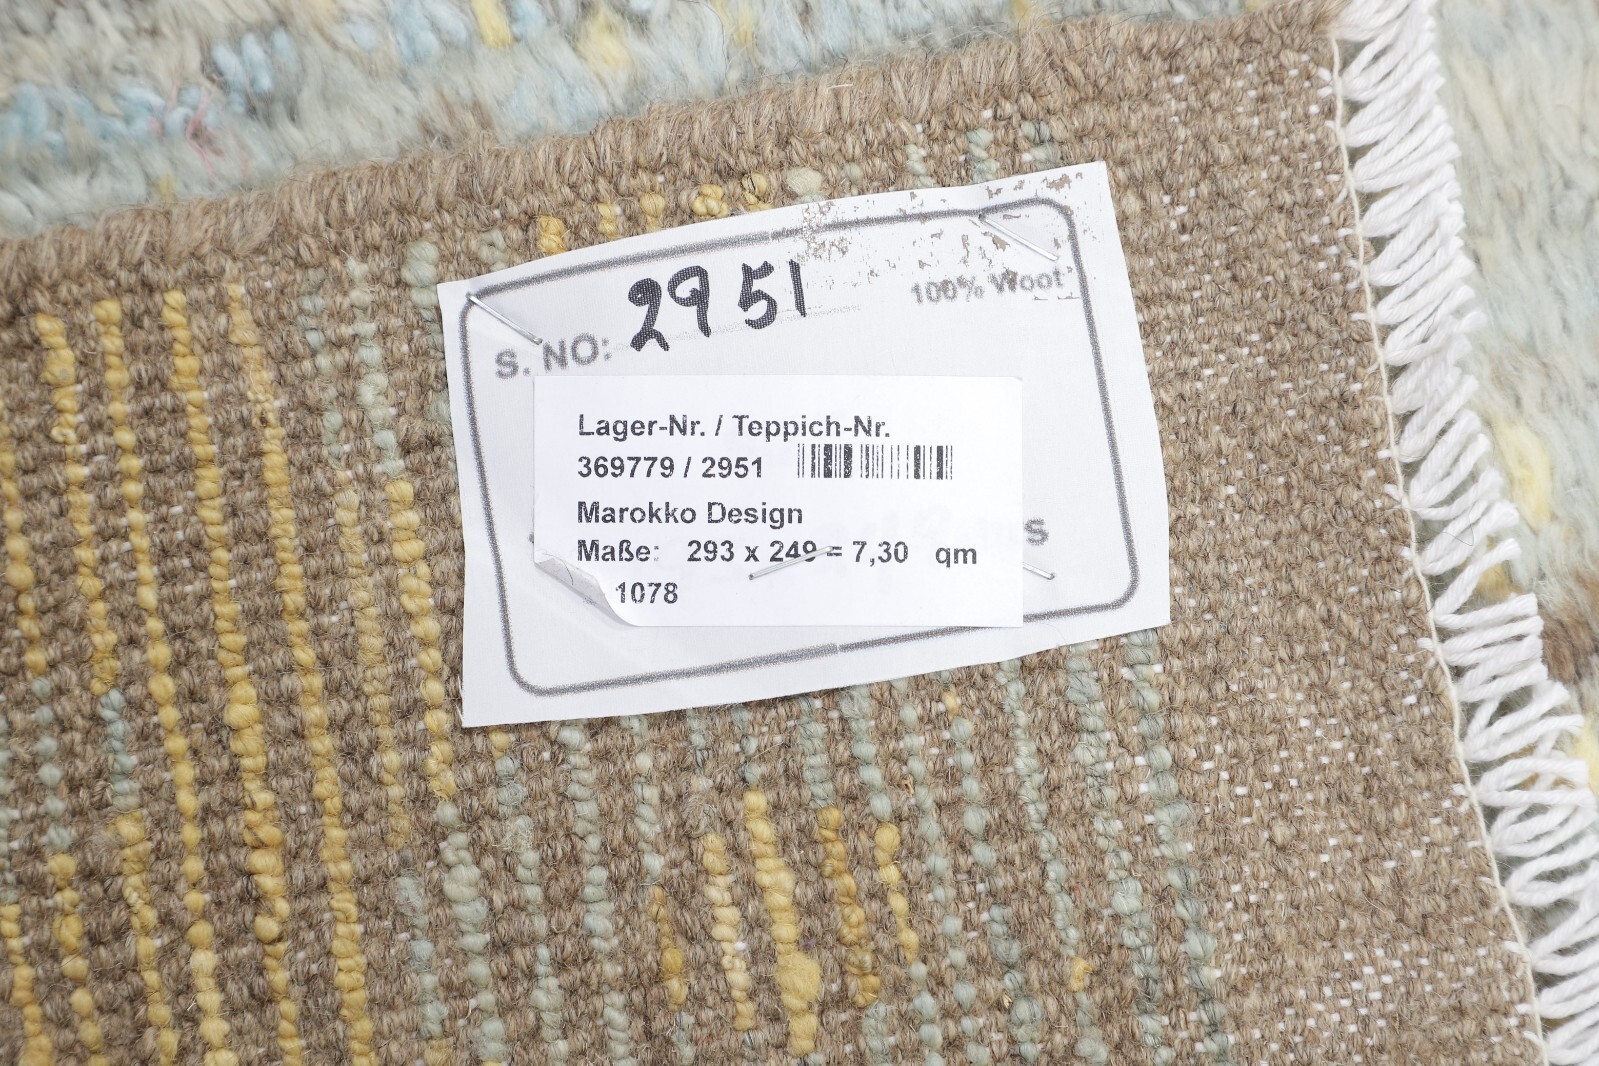 100% Wool
S. NO: 2951
Lager-Nr. / Teppich-Nr.
369779 / 2951
Marokko Design
Maße: 293 x 249 = 7,30 qm
1078